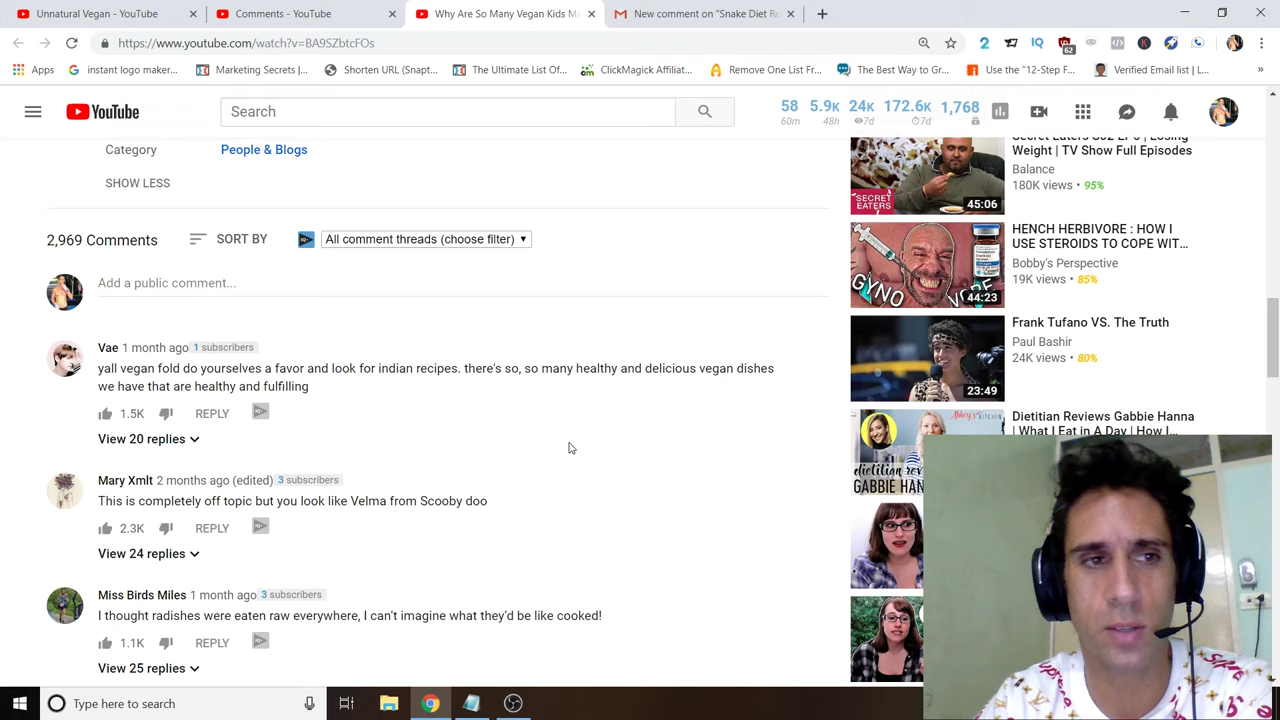 Unnatural Vegan - YouTube
Why Are So Many Vegan Kids M
New comment on "Snake Diet Re
https://www.youtube.com/watch?v=BA9SZbtcFOs
62
Apps
instant logo maker...
Marketing Secrets |...
Shorten URL (Snapt...
The Ultimate List Of...
ClickMagick Affiliat...
Remove One List Fr...
The Best Way to Gr...
Use the "12-Step F...
Verified Email list | L...
»
YouTube
Search
58 5.9K 24K 172.6K 1,768
60m 48h 7d 7d
Category People & Blogs
SHOW LESS
2,969 Comments SORT BY All comment threads (choose filter)
Add a public comment...
Vae 1 month ago 1 subscribers
yall vegan fold do yourselves a favor and look for indian recipes. there's so, so many healthy and delicious vegan dishes
we have that are healthy and fulfilling
1.5K REPLY
View 20 replies
Mary Xmlt 2 months ago (edited) 3 subscribers
This is completely off topic but you look like Velma from Scooby doo
2.3K REPLY
View 24 replies
Miss Birds Miles 1 month ago 3 subscribers
I thought radishes were eaten raw everywhere, I can't imagine what they'd be like cooked!
1.1K REPLY
View 25 replies
Weight | TV Show Full Episodes
Balance
180K views • 95%
SECRET
EATERS
45:06
HENCH HERBIVORE : HOW I
USE STEROIDS TO COPE WIT...
Bobby's Perspective
19K views • 85%
GYNO
VORE
44:23
Frank Tufano VS. The Truth
Paul Bashir
24K views • 80%
23:49
Dietitian Reviews Gabbie Hanna
| What I Eat in A Day | How I...
Abbey's KITCHEN
dietitian
GABBIE HAN
Type here to search